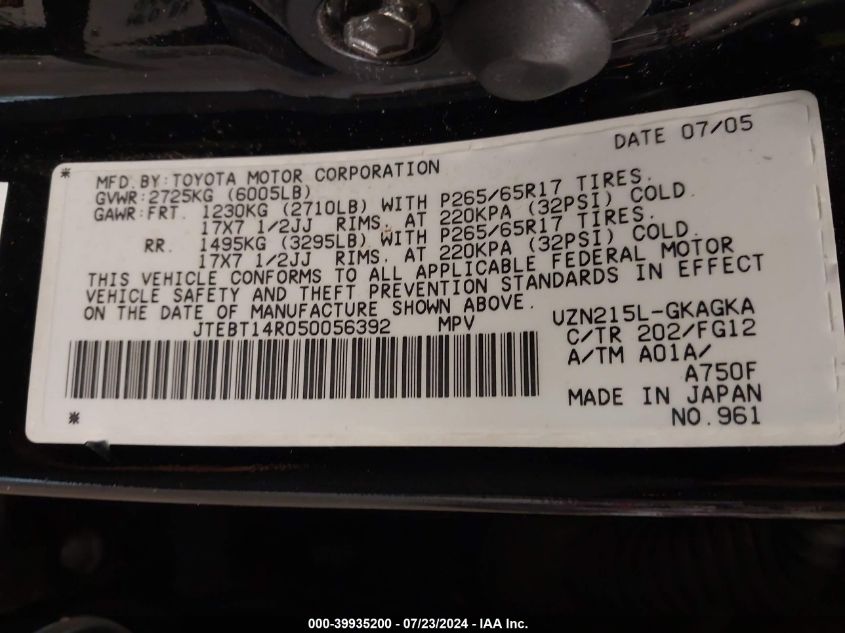 DATE 07/05
* MFD. BY: TOYOTA MOTOR CORPORATION
GVWR: 2725KG (6005LB)
GAWR: FRT. 1230KG (2710LB) WITH P265/65R17 TIRES.
17X7 1/2JJ RIMS. AT 220KPA (32PSI) COLD.
RR. 1495KG (3295LB) WITH P265/65R17 TIRES.
17X7 1/2JJ RIMS. AT 220KPA (32PSI) COLD.
THIS VEHICLE CONFORMS TO ALL APPLICABLE FEDERAL MOTOR
VEHICLE SAFETY AND THEFT PREVENTION STANDARDS IN EFFECT
ON THE DATE OF MANUFACTURE SHOWN ABOVE.
JTEBT14R050056392 MPV
UZN215L-GKAGKA
C/TR 202/FG12
A/TM A01A/
A750F
MADE IN JAPAN
* NO. 961
000-39935200 / 07/23/2024 - IAA Inc.